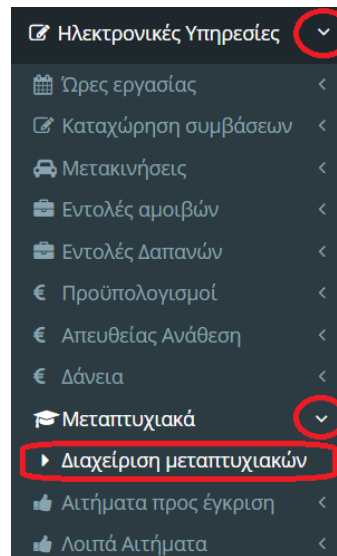 Ηλεκτρονικές Υπηρεσίες
Ώρες εργασίας
Καταχώρηση συμβάσεων
Μετακινήσεις
Εντολές αμοιβών
Εντολές Δαπανών
€ Προϋπολογισμοί
€ Απευθείας Ανάθεση
€ Δάνεια
Μεταπτυχιακά
Διαχείριση μεταπτυχιακών
Αιτήματα προς έγκριση
Λοιπά Αιτήματα